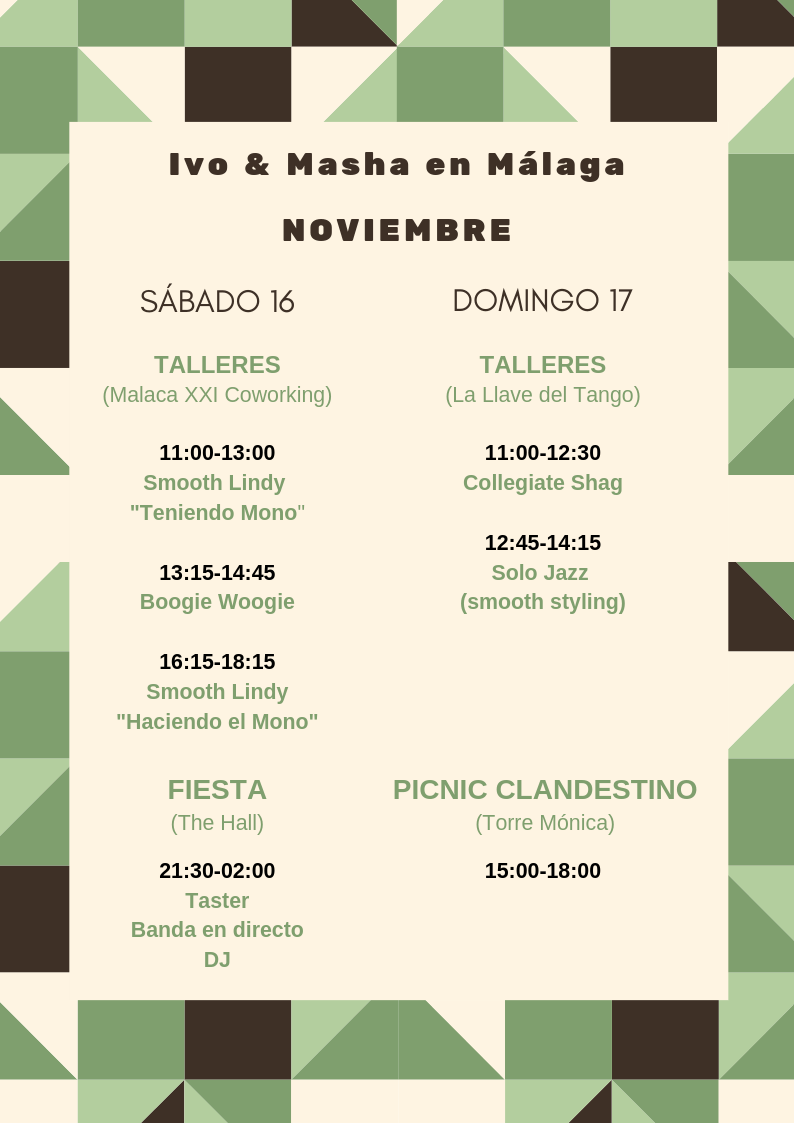 Ivo & Masha en Málaga
NOVIEMBRE
SÁBADO 16
TALLERES
(Malaca XXI Coworking)
11:00-13:00
Smooth Lindy
"Teniendo Mono"
13:15-14:45
Boogie Woogie
16:15-18:15
Smooth Lindy
"Haciendo el Mono"
FIESTA
(The Hall)
21:30-02:00
Taster
Banda en directo
DJ
DOMINGO 17
TALLERES
(La Llave del Tango)
11:00-12:30
Collegiate Shag
12:45-14:15
Solo Jazz
(smooth styling)
PICNIC CLANDESTINO
(Torre Mónica)
15:00-18:00